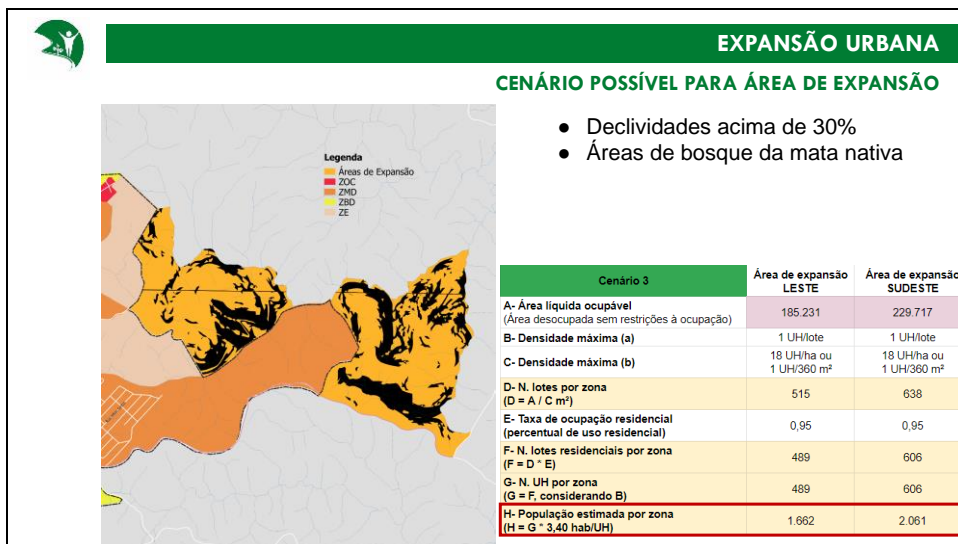 EXPANSÃO URBANA
CENÁRIO POSSÍVEL PARA ÁREA DE EXPANSÃO
● Declividades acima de 30%
● Áreas de bosque da mata nativa
Legenda
Áreas de Expansão
ZOC
ZMD
ZBD
ZE
Cenário 3 Área de expansão LESTE Área de expansão SUDESTE
A- Área líquida ocupável
(Área desocupada sem restrições à ocupação) 185.231 229.717
B- Densidade máxima (a) 1 UH/lote 1 UH/lote
C- Densidade máxima (b) 18 UH/ha ou 1 UH/360 m² 18 UH/ha ou 1 UH/360 m²
D- N. lotes por zona
(D = A / C m²) 515 638
E- Taxa de ocupação residencial
(percentual de uso residencial) 0,95 0,95
F- N. lotes residenciais por zona
(F = D * E) 489 606
G- N. UH por zona
(G = F, considerando B) 489 606
H- População estimada por zona
(H = G * 3,40 hab/UH) 1.662 2.061